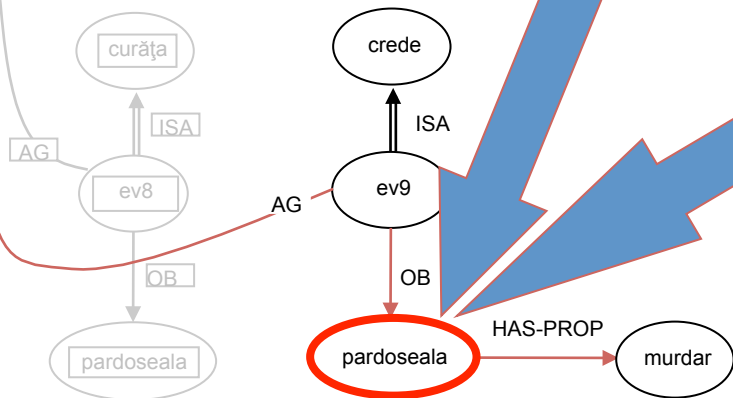 curăţa
crede
ISA
ISA
AG
ev8
ev9
AG
OB
OB
HAS-PROP
pardoseala
pardoseala
murdar